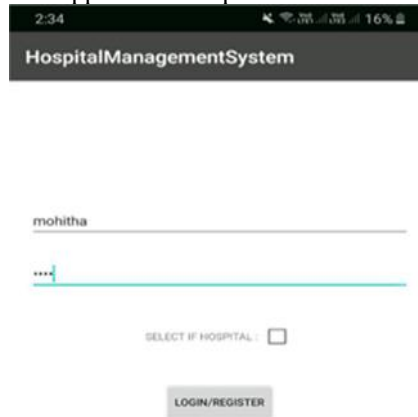 2:34 16%
HospitalManagementSystem
mohitha
••••
SELECT IF HOSPITAL :
LOGIN/REGISTER